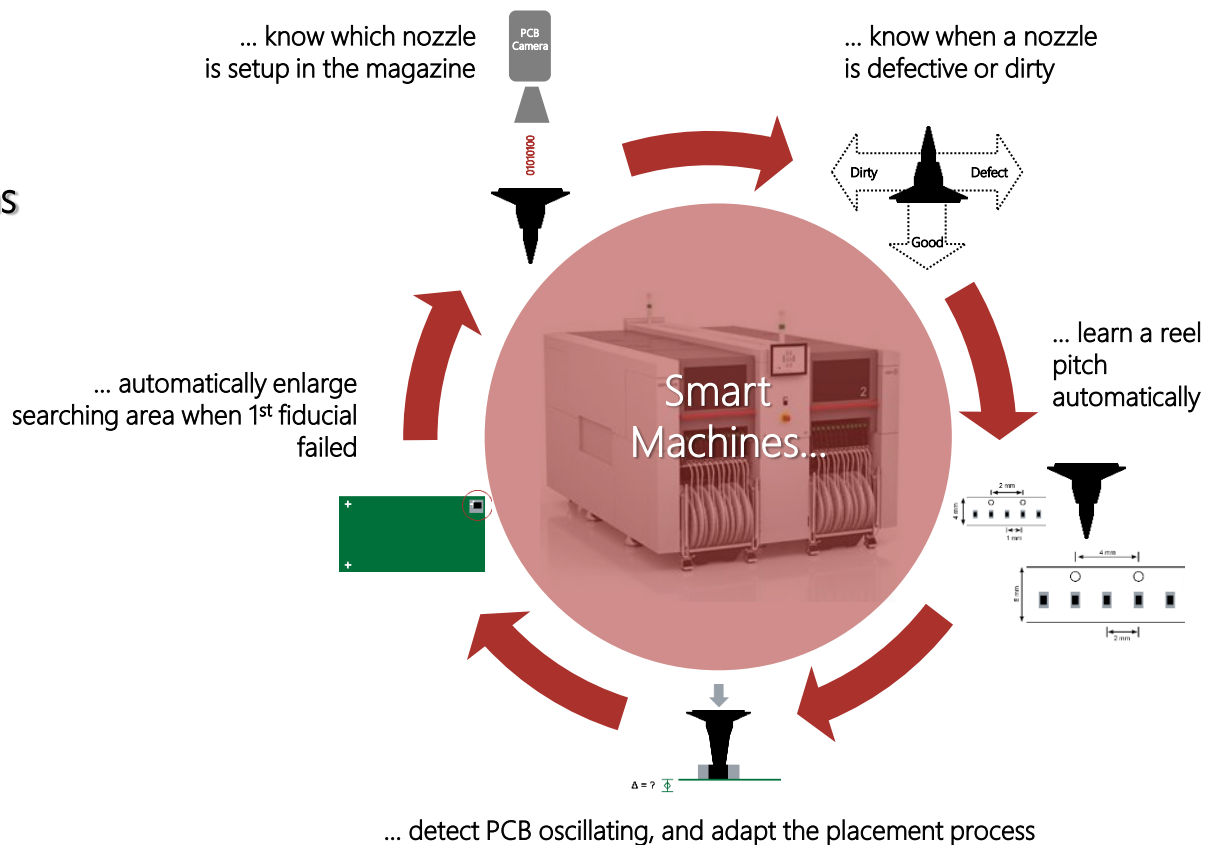 ... know which nozzle
is setup in the magazine
PCB
Camera
01010100
... know when a nozzle
is defective or dirty
Dirty
Defect
Good
s
... learn a reel
pitch
automatically
... automatically enlarge
searching area when 1st fiducial
failed
Smart
Machines...
2
2 mm
4 mm
1 mm
4 mm
8 mm
2 mm
Δ = ?
... detect PCB oscillating, and adapt the placement process